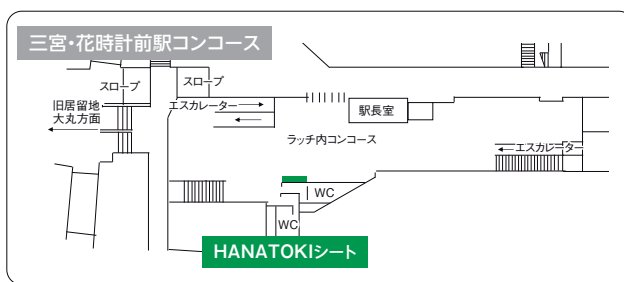 三宮・花時計前駅コンコース
スロープ
スロープ
旧居留地
大丸方面
エスカレーター
駅長室
ラッチ内コンコース
エスカレーター
WC
WC
HANATOKIシート